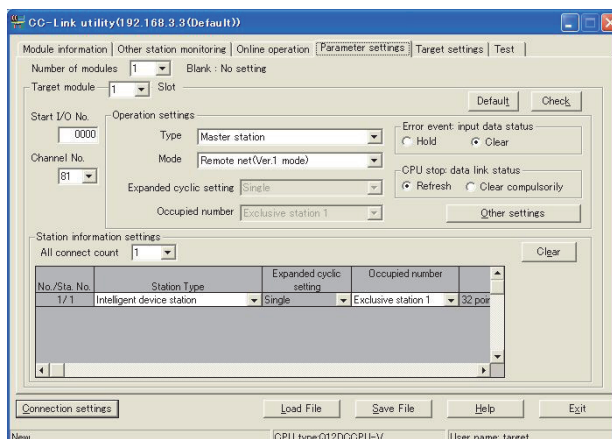 CC-Link utility(192.168.3.3(Default))
Module information Other station monitoring Online operation Parameter settings Target settings Test
Number of modules 1 Blank : No setting
Target module 1 Slot
Default Check
Start I/O No. Operation settings
0000 Type Master station Error event: input data status
Hold Clear
Channel No. Mode Remote net(Ver.1 mode)
81 CPU stop: data link status
Expanded cyclic setting Single Refresh Clear compulsorily
Occupied number Exclusive station 1 Other settings
Station information settings
All connect count 1 Clear
No./Sta. No. Station Type Expanded cyclic setting Occupied number
1/1 Intelligent device station Single Exclusive station 1 32 poir
Connection settings Load File Save File Help Exit
New CPU type:Q12DCCPU-V User name: target